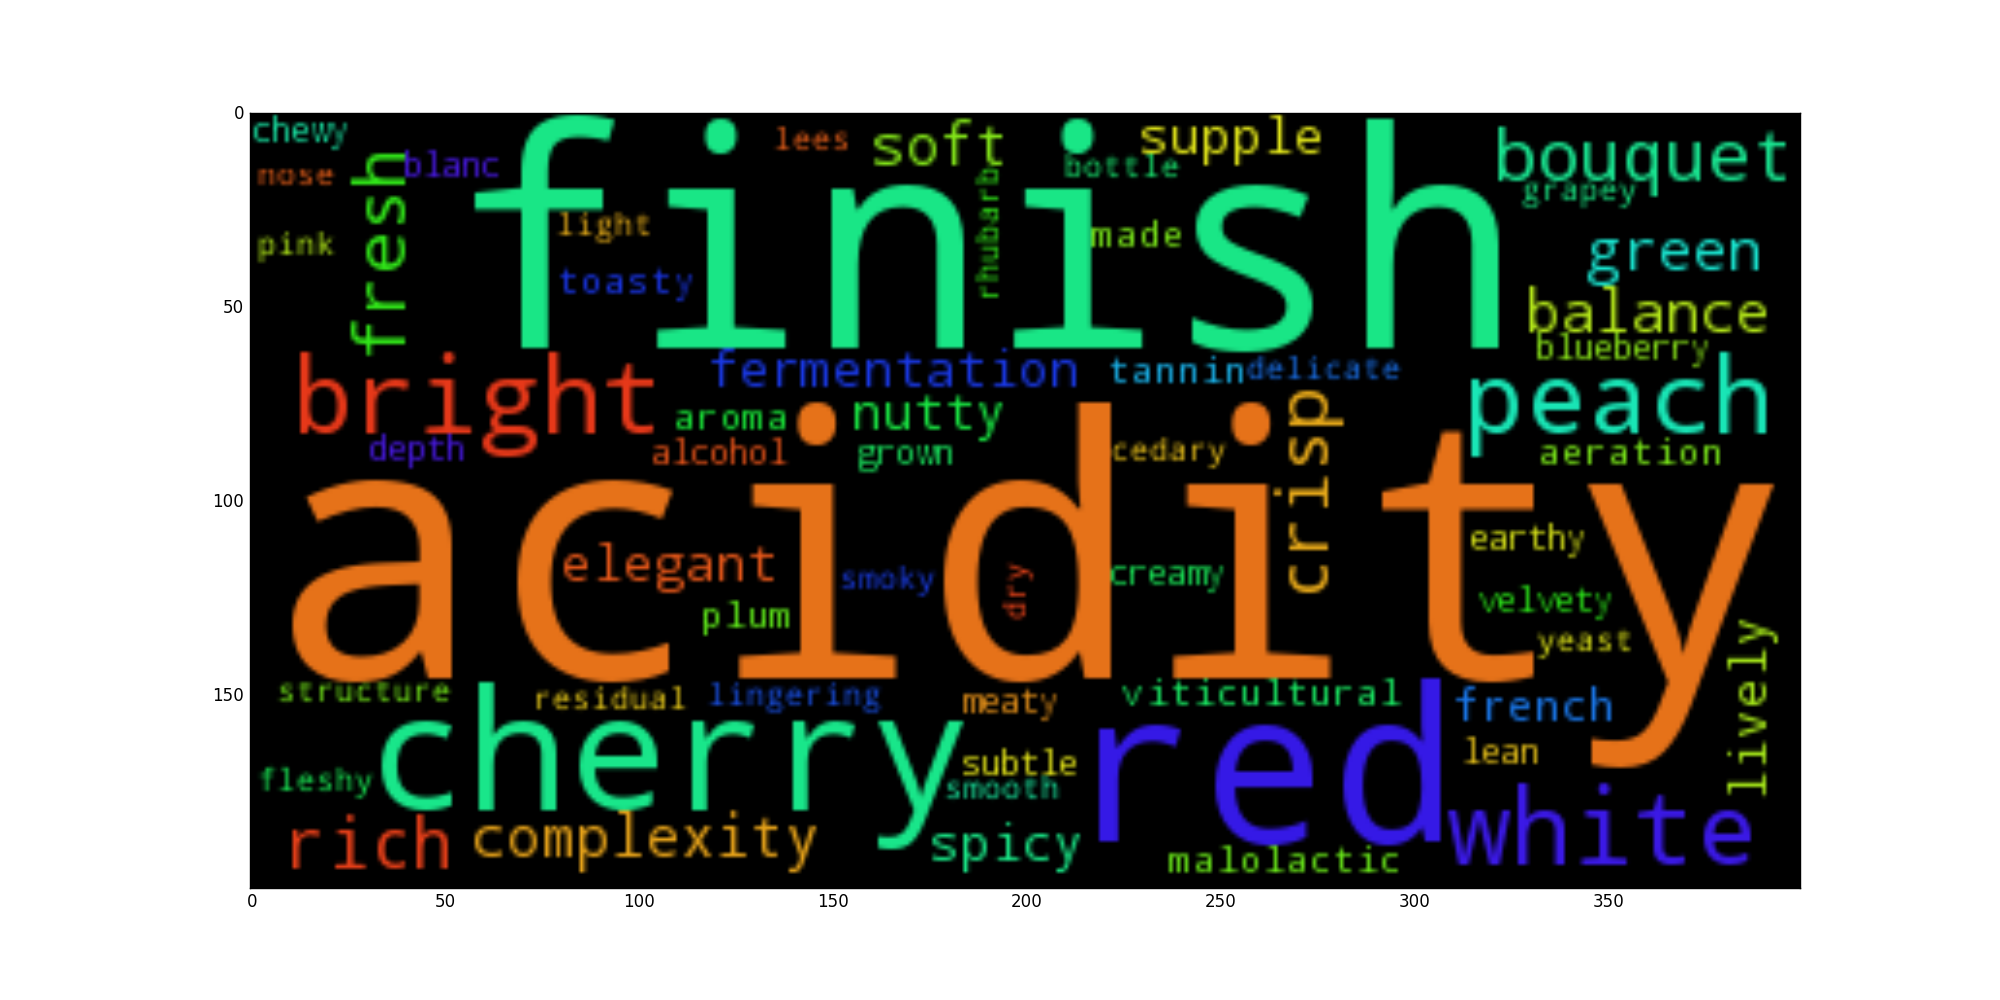 0
chewy
lees
soft
supple
bouquet
nose
blanc
fresh
bottle
rhubarb
grapey
finish
light
pink
made
green
toasty
50
balance
blueberry
bright
fermentation
tannin
delicate
peach
aroma
nutty
crisp
depth
alcohol
grown
cedary
aeration
100
acidity
earthy
elegant
smoky
dry
creamy
velvety
plum
yeast
lively
150
structure
residual
lingering
meaty
viticultural
french
cherry
red
subtle
lean
fleshy
smooth
white
rich
complexity
spicy
malolactic
0 50 100 150 200 250 300 350